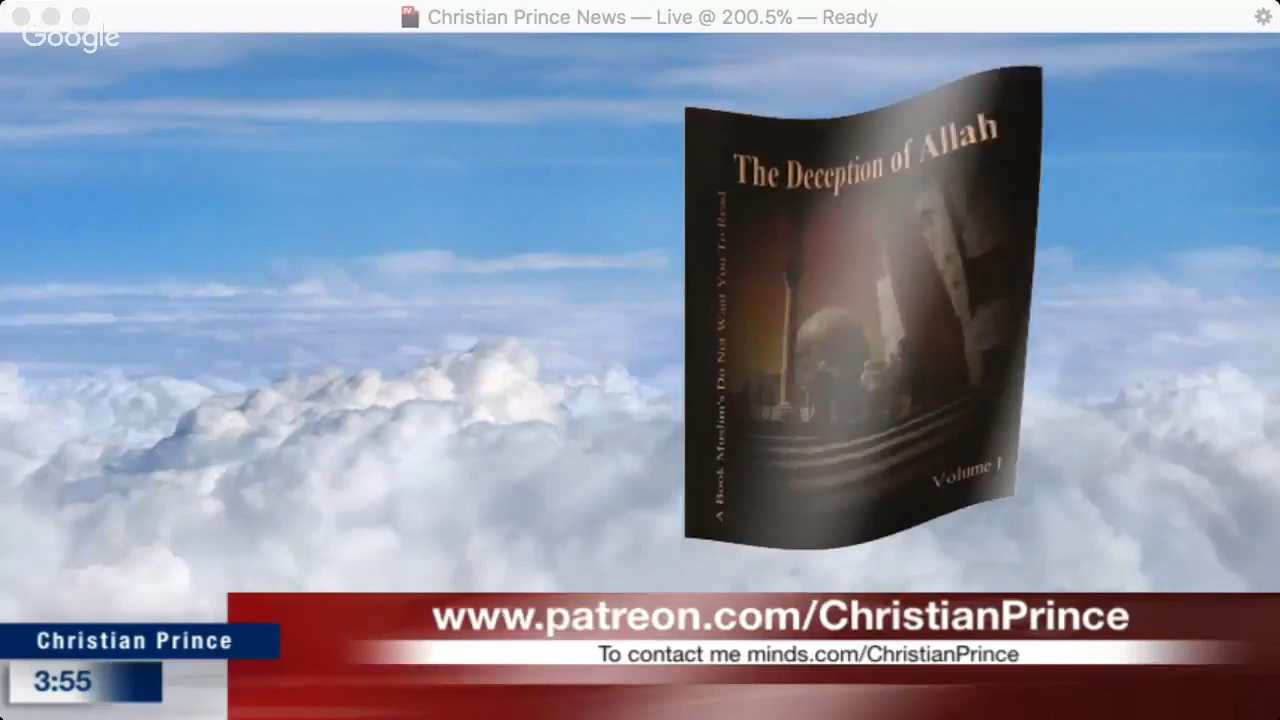 Christian Prince News — Live @ 200.5% — Ready
Google
The Deception of Allah
A Book Muslim's Do Not Want You To Read
Volume I
www.patreon.com/ChristianPrince
To contact me minds.com/ChristianPrince
Christian Prince
3:55